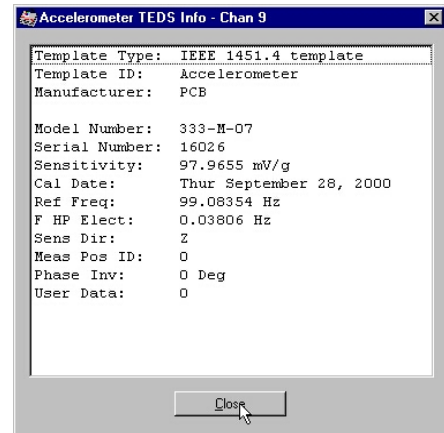 Accelerometer TEDS Info - Chan 9
Template Type: IEEE 1451.4 template
Template ID: Accelerometer
Manufacturer: PCB
Model Number: 333-M-07
Serial Number: 16026
Sensitivity: 97.9655 mV/g
Cal Date: Thur September 28, 2000
Ref Freq: 99.08354 Hz
F HP Elect: 0.03806 Hz
Sens Dir: Z
Meas Pos ID: 0
Phase Inv: 0 Deg
User Data: 0
Close